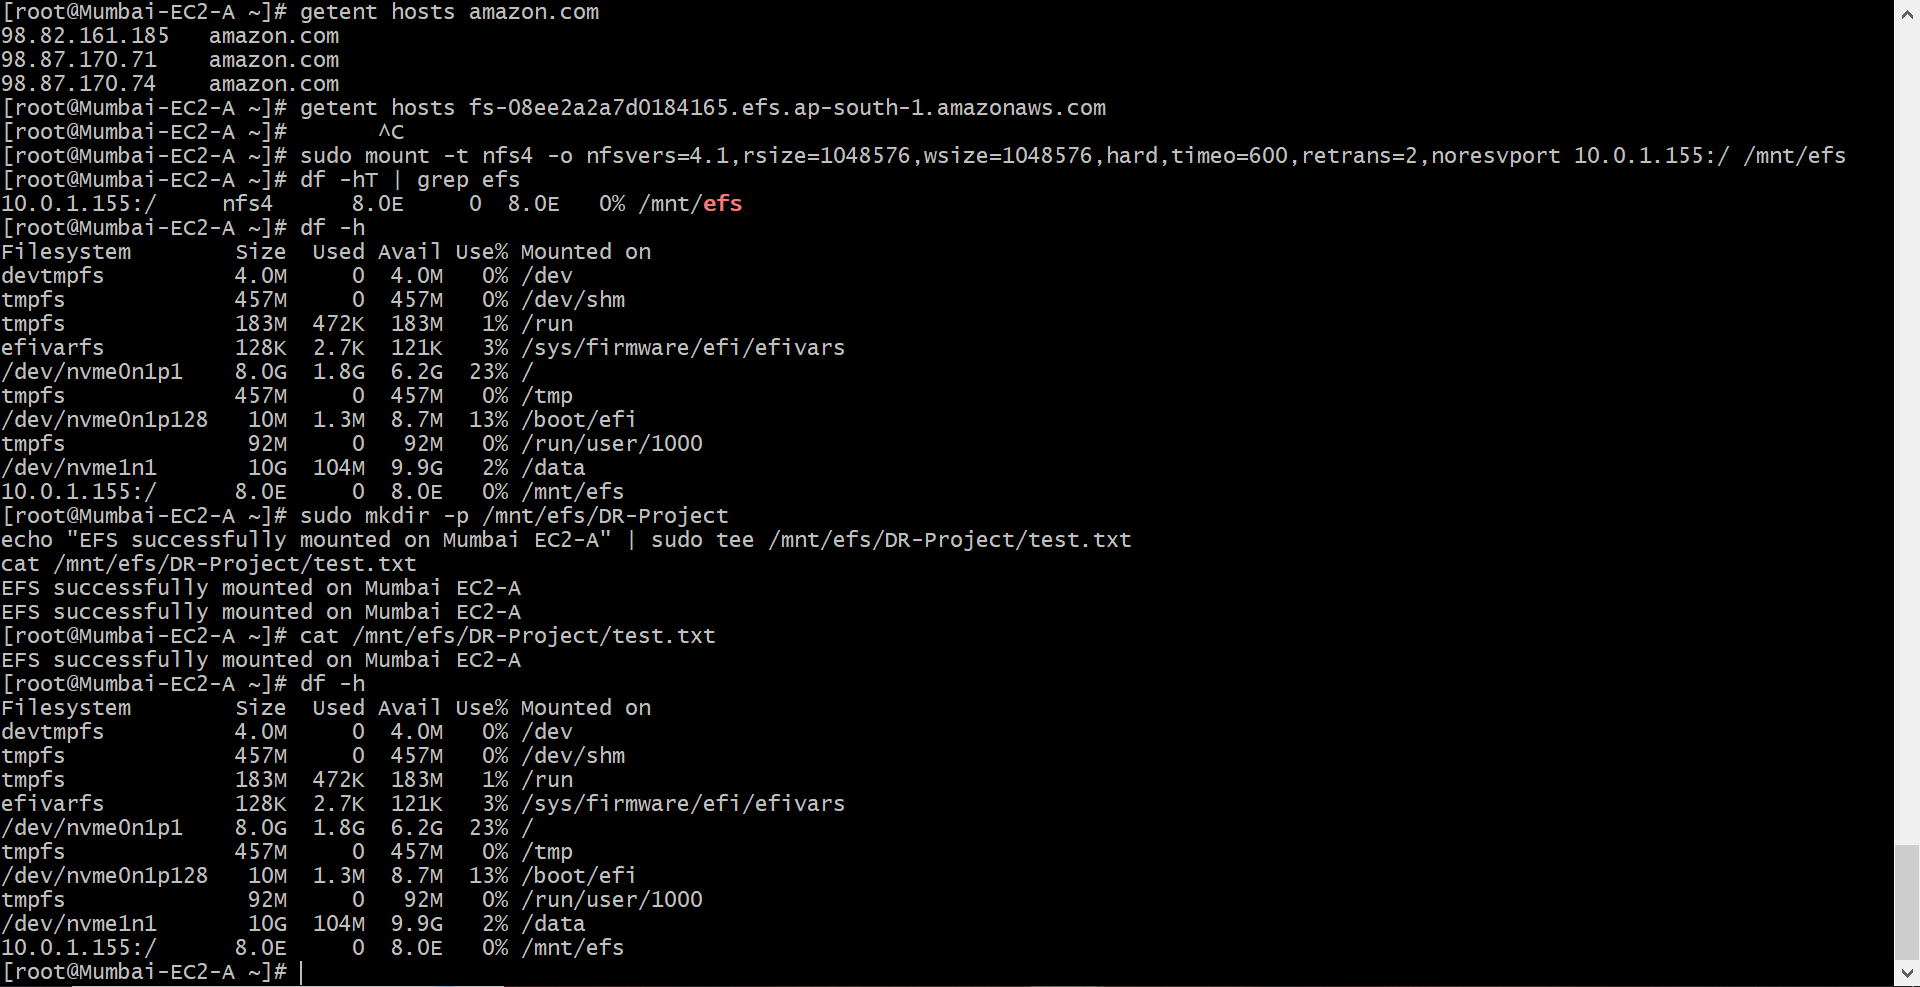 [root@Mumbai-EC2-A ~]# getent hosts amazon.com
98.82.161.185   amazon.com
98.87.170.71    amazon.com
98.87.170.74    amazon.com
[root@Mumbai-EC2-A ~]# getent hosts fs-08ee2a2a7d0184165.efs.ap-south-1.amazonaws.com
[root@Mumbai-EC2-A ~]#       ^C
[root@Mumbai-EC2-A ~]# sudo mount -t nfs4 -o nfsvers=4.1,rsize=1048576,wsize=1048576,hard,timeo=600,retrans=2,noresvport 10.0.1.155:/ /mnt/efs
[root@Mumbai-EC2-A ~]# df -hT | grep efs
10.0.1.155:/     nfs4      8.0E     0  8.0E   0% /mnt/efs
[root@Mumbai-EC2-A ~]# df -h
Filesystem        Size  Used Avail Use% Mounted on
devtmpfs          4.0M     0  4.0M   0% /dev
tmpfs             457M     0  457M   0% /dev/shm
tmpfs             183M  472K  183M   1% /run
efivarfs          128K  2.7K  121K   3% /sys/firmware/efi/efivars
/dev/nvme0n1p1    8.0G  1.8G  6.2G  23% /
tmpfs             457M     0  457M   0% /tmp
/dev/nvme0n1p128   10M  1.3M  8.7M  13% /boot/efi
tmpfs              92M     0   92M   0% /run/user/1000
/dev/nvme1n1       10G  104M  9.9G   2% /data
10.0.1.155:/      8.0E     0  8.0E   0% /mnt/efs
[root@Mumbai-EC2-A ~]# sudo mkdir -p /mnt/efs/DR-Project
echo "EFS successfully mounted on Mumbai EC2-A" | sudo tee /mnt/efs/DR-Project/test.txt
cat /mnt/efs/DR-Project/test.txt
EFS successfully mounted on Mumbai EC2-A
EFS successfully mounted on Mumbai EC2-A
[root@Mumbai-EC2-A ~]# cat /mnt/efs/DR-Project/test.txt
EFS successfully mounted on Mumbai EC2-A
[root@Mumbai-EC2-A ~]# df -h
Filesystem        Size  Used Avail Use% Mounted on
devtmpfs          4.0M     0  4.0M   0% /dev
tmpfs             457M     0  457M   0% /dev/shm
tmpfs             183M  472K  183M   1% /run
efivarfs          128K  2.7K  121K   3% /sys/firmware/efi/efivars
/dev/nvme0n1p1    8.0G  1.8G  6.2G  23% /
tmpfs             457M     0  457M   0% /tmp
/dev/nvme0n1p128   10M  1.3M  8.7M  13% /boot/efi
tmpfs              92M     0   92M   0% /run/user/1000
/dev/nvme1n1       10G  104M  9.9G   2% /data
10.0.1.155:/      8.0E     0  8.0E   0% /mnt/efs
[root@Mumbai-EC2-A ~]#